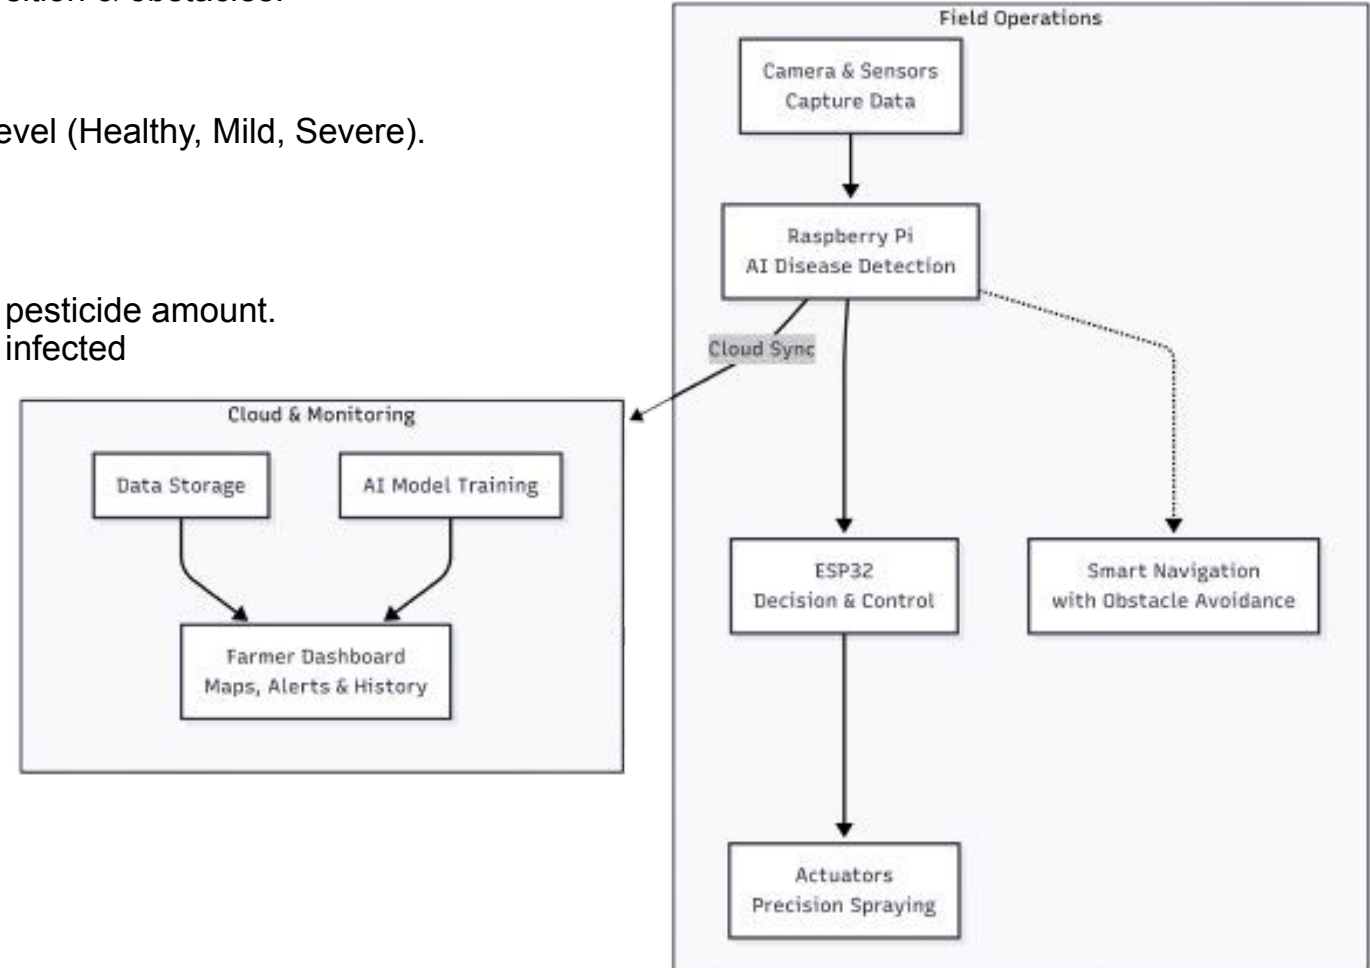 & obstacles.
evel (Healthy, Mild, Severe).
pesticide amount.
infected
Field Operations
Camera & Sensors
Capture Data
Raspberry Pi
AI Disease Detection
Cloud Sync
Cloud & Monitoring
Data Storage
AI Model Training
Farmer Dashboard
Maps, Alerts & History
ESP32
Decision & Control
Smart Navigation
with Obstacle Avoidance
Actuators
Precision Spraying